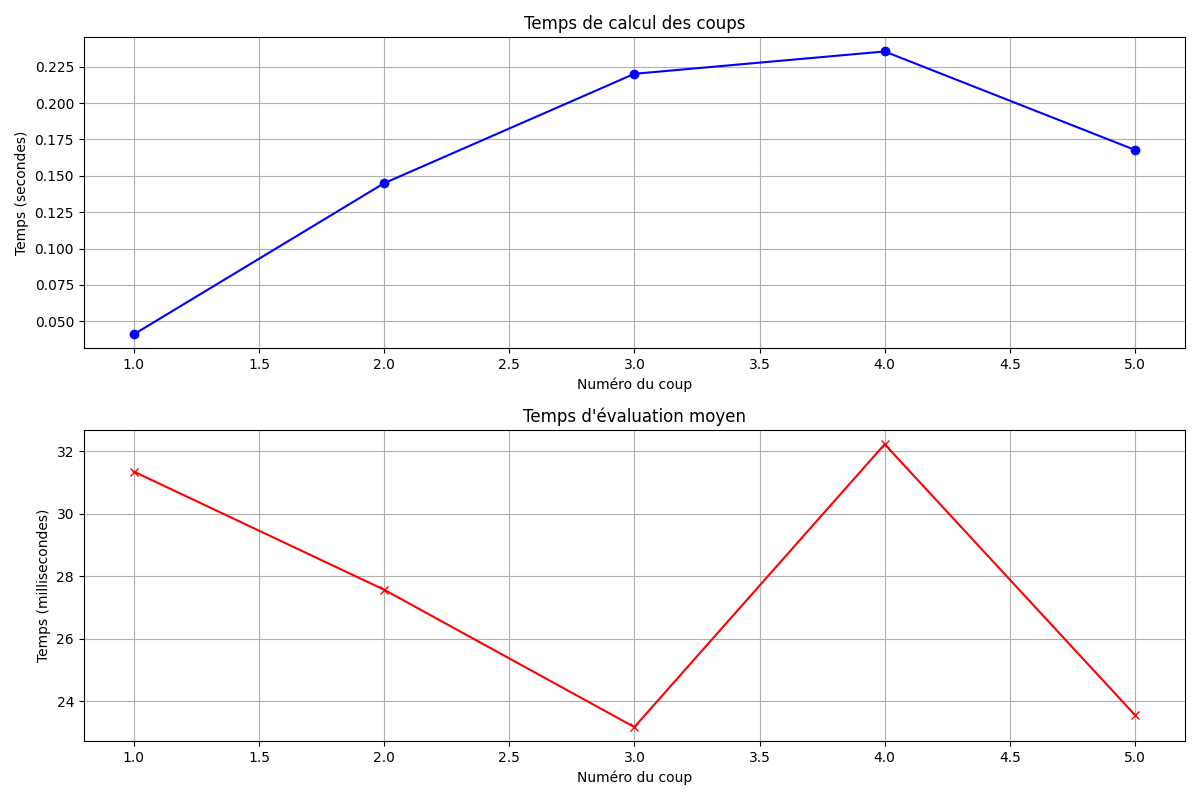 Temps de calcul des coups
Temps (secondes)
0.225
0.200
0.175
0.150
0.125
0.100
0.075
0.050
1.0 1.5 2.0 2.5 3.0 3.5 4.0 4.5 5.0
Numéro du coup
Temps d'évaluation moyen
Temps (millisecondes)
32
30
28
26
24
1.0 1.5 2.0 2.5 3.0 3.5 4.0 4.5 5.0
Numéro du coup